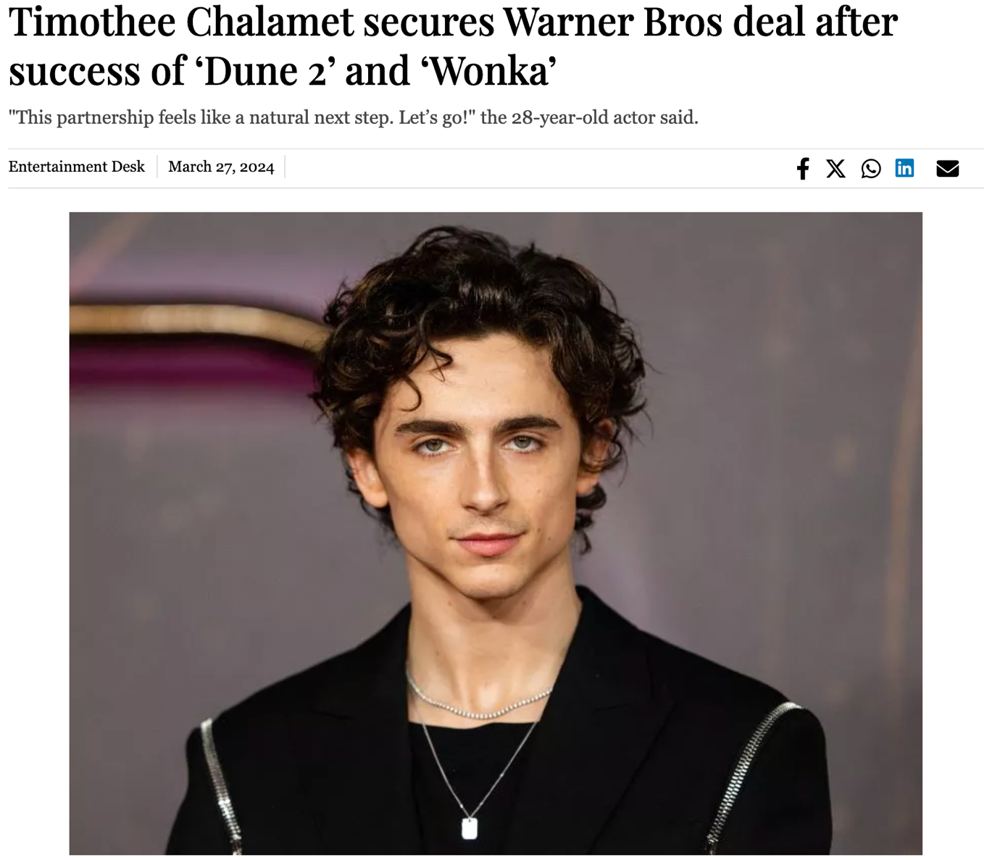 Timothee Chalamet secures Warner Bros deal after
success of ‘Dune 2’ and ‘Wonka’
"This partnership feels like a natural next step. Let’s go!" the 28-year-old actor said.
Entertainment Desk
March 27, 2024